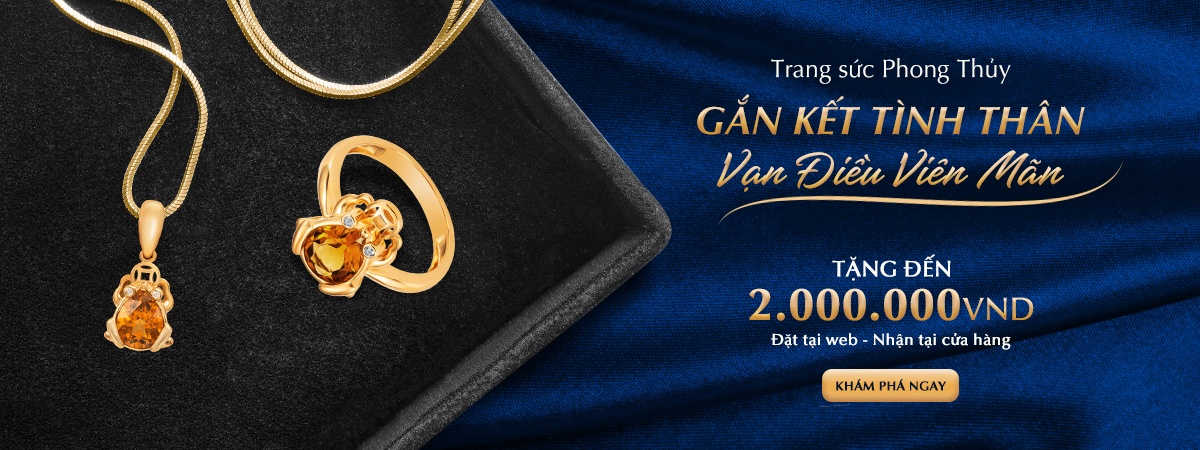 Trang sức Phong Thủy
GẮN KẾT TÌNH THÂN
Vạn Điều Viên Mãn
TẶNG ĐẾN
2.000.000VND
Đặt tại web - Nhận tại cửa hàng
KHÁM PHÁ NGAY